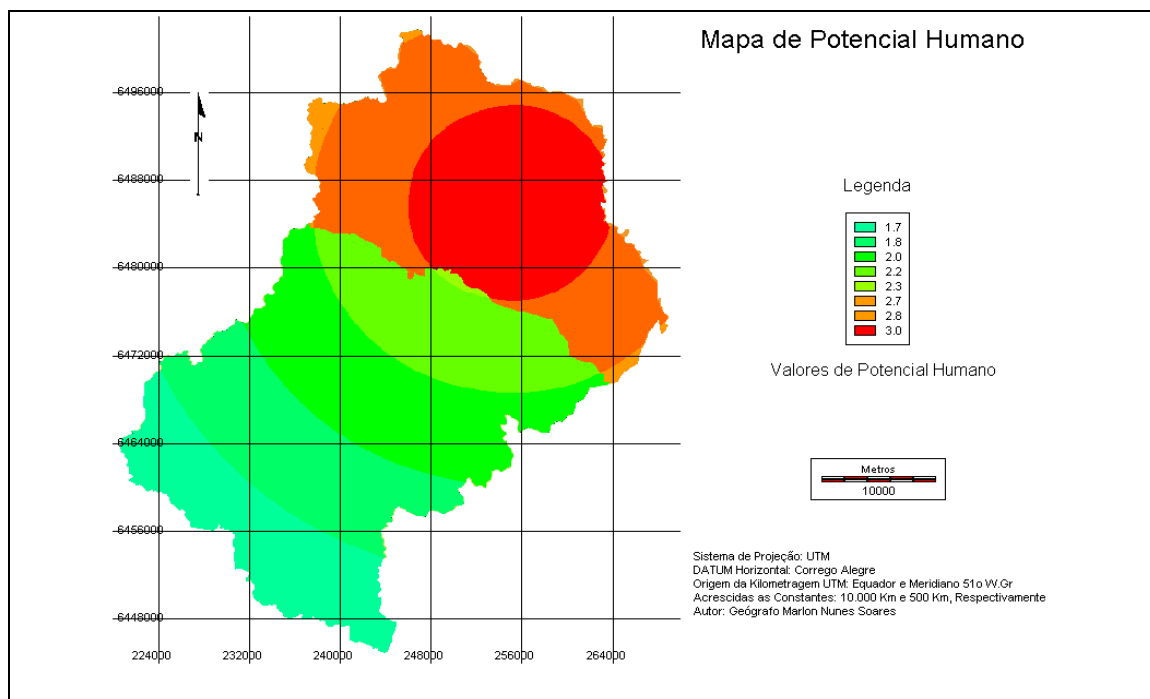 Mapa de Potencial Humano
6496000
N
6488000
6480000
6472000
6464000
6456000
6448000
224000 232000 240000 248000 256000 264000
Legenda
1.7
1.8
2.0
2.2
2.3
2.7
2.8
3.0
Valores de Potencial Humano
Metros
10000
Sistema de Projeção: UTM
DATUM Horizontal: Corrego Alegre
Origem da Kilometragem UTM: Equador e Meridiano 51o W.Gr
Acrescidas as Constantes: 10.000 Km e 500 Km, Respectivamente
Autor: Geógrafo Marlon Nunes Soares